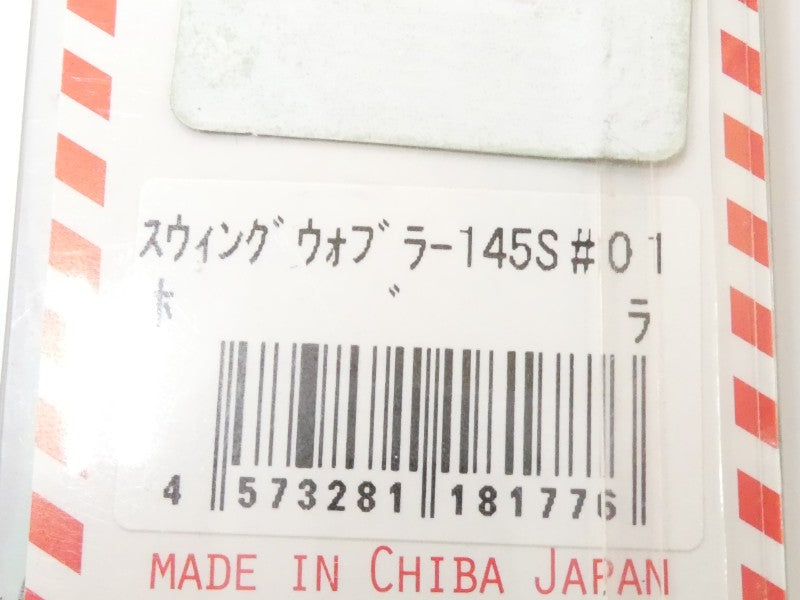 ｽｳｨﾝｸﾞｳｫﾌﾞﾗｰ145S#01
ﾎﾞﾗ
4 573281 181776
MADE IN CHIBA JAPAN